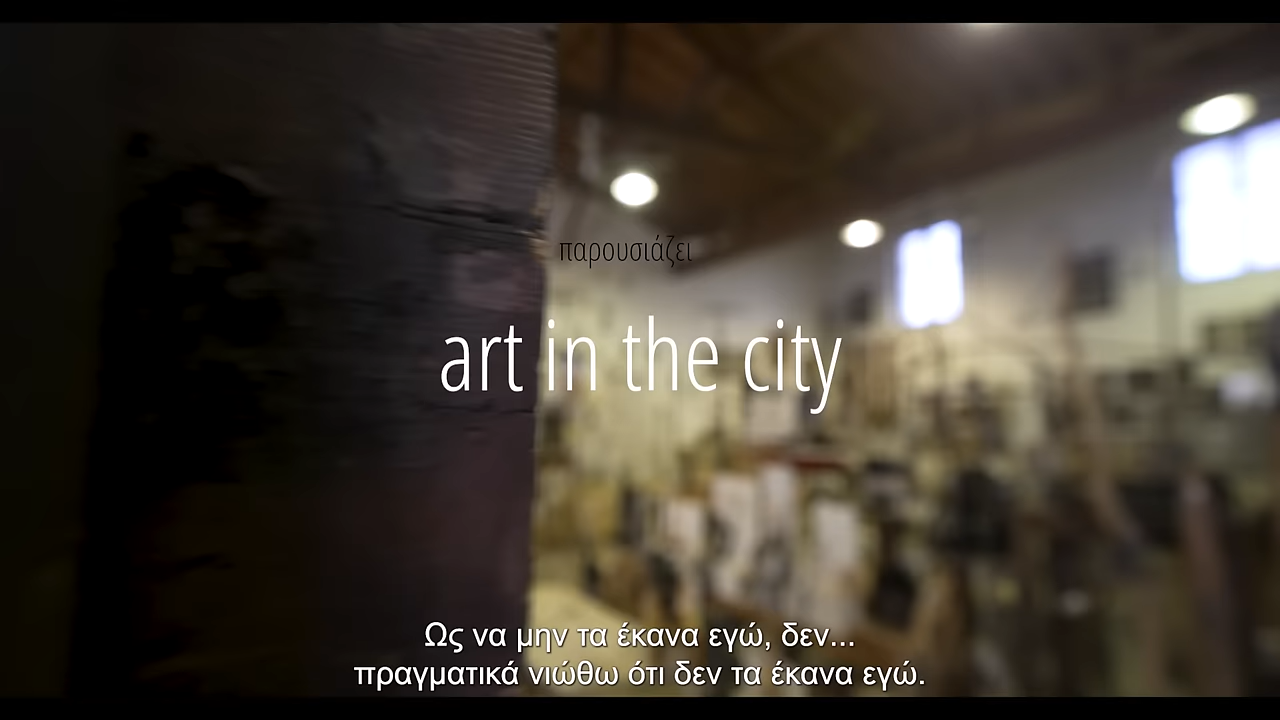 παρουσιάζει
art in the city
Ως να μην τα έκανα εγώ, δεν...
πραγματικά νιώθω ότι δεν τα έκανα εγώ.